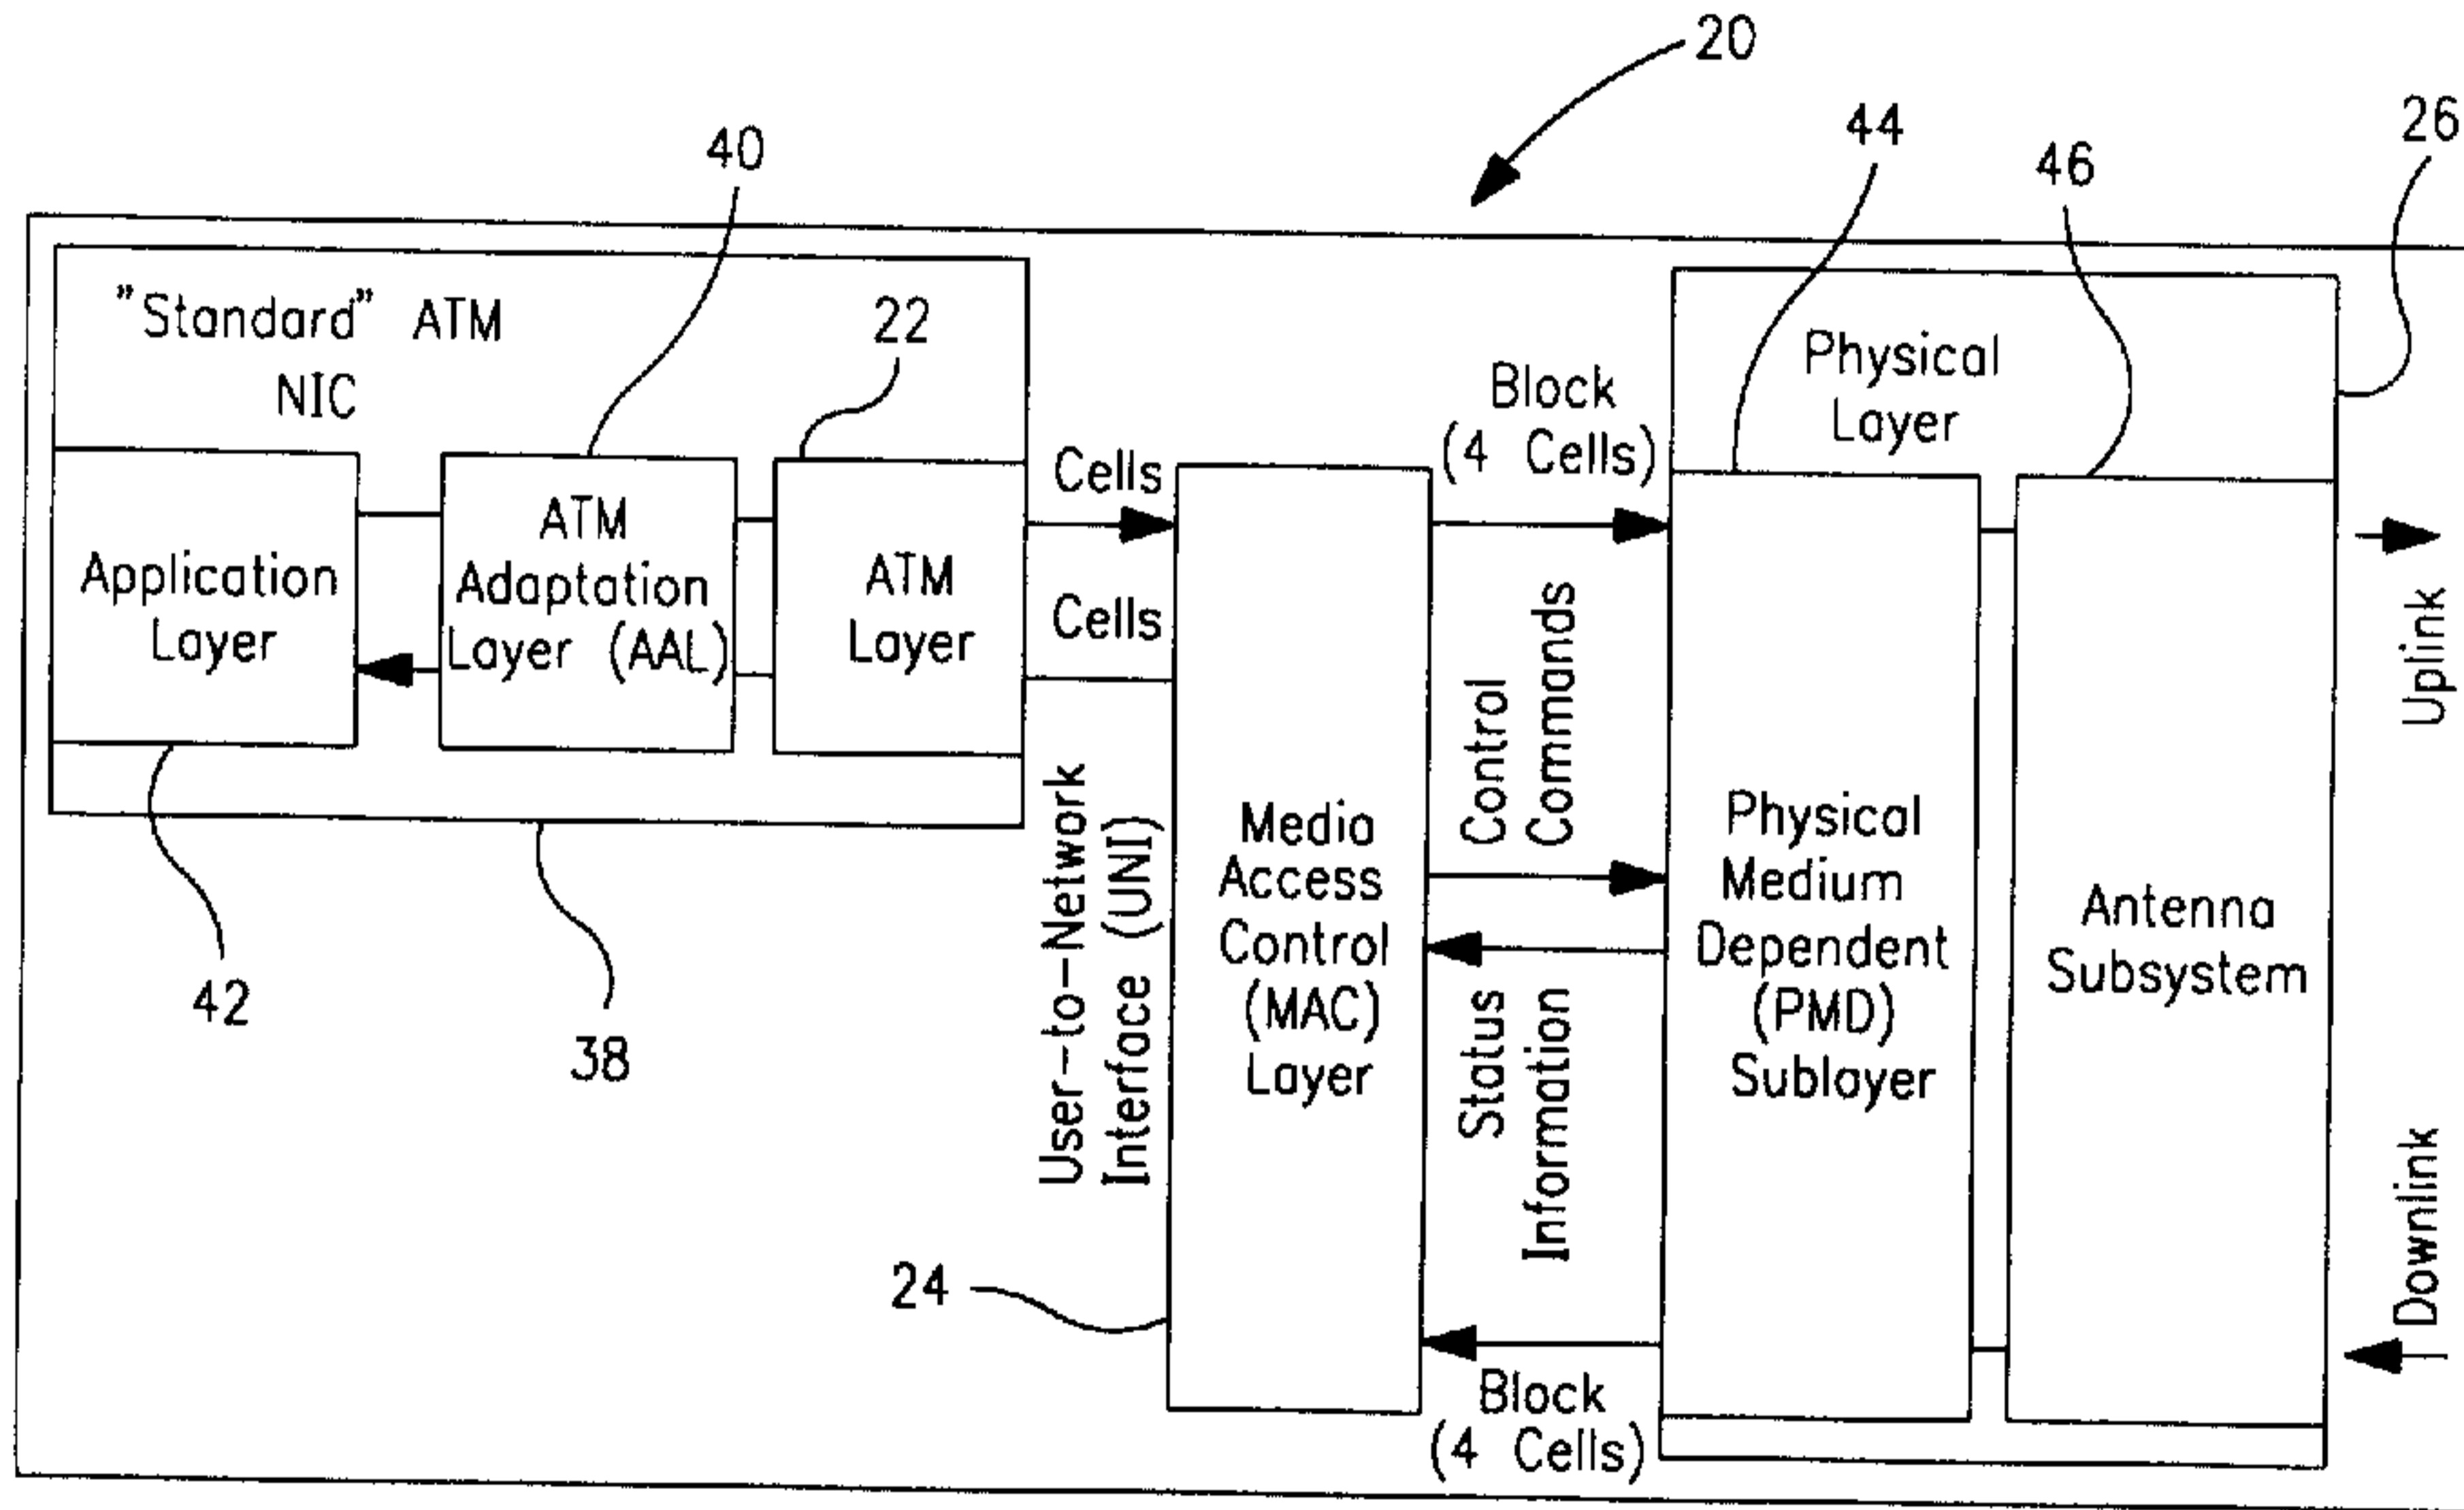 20
40
44
46
26
"Standard" ATM
NIC
22
Physical
Layer
Block
(4 Cells)
Cells
Cells
Application
Layer
ATM
Adaptation
Layer (AAL)
ATM
Layer
Control
Commands
Uplink
User-to-Network
Interface (UNI)
Media
Access
Control
(MAC)
Layer
Physical
Medium
Dependent
(PMD)
Sublayer
Antenna
Subsystem
42
38
Status
Information
24
Downlink
Block
(4 Cells)